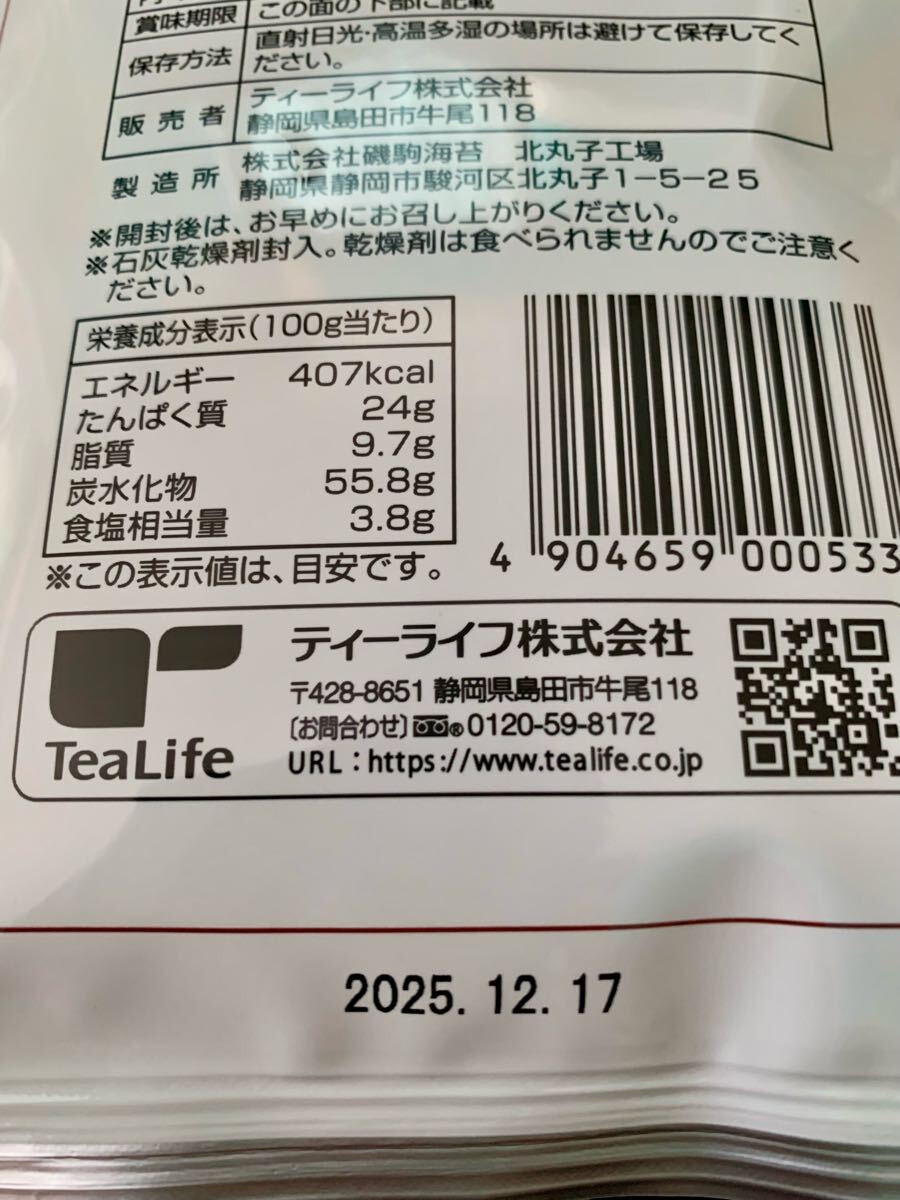 賞味期限 この面の下部に記載
保存方法 直射日光・高温多湿の場所は避けて保存してく
ださい。
販売者 ティーライフ株式会社
静岡県島田市牛尾118
製造所 株式会社磯駒海苔 北丸子工場
静岡県静岡市駿河区北丸子1-5-25
※開封後は、お早めにお召し上がりください。
※石灰乾燥剤封入。乾燥剤は食べられませんのでご注意く
ださい。
栄養成分表示(100g当たり)
エネルギー 407kcal
たんぱく質 24g
脂質 9.7g
炭水化物 55.8g
食塩相当量 3.8g
※この表示値は、目安です。
4 904659 000533
TeaLife
ティーライフ株式会社
〒428-8651 静岡県島田市牛尾118
〔お問合わせ〕®0120-59-8172
URL：https://www.tealife.co.jp
2025.12.17